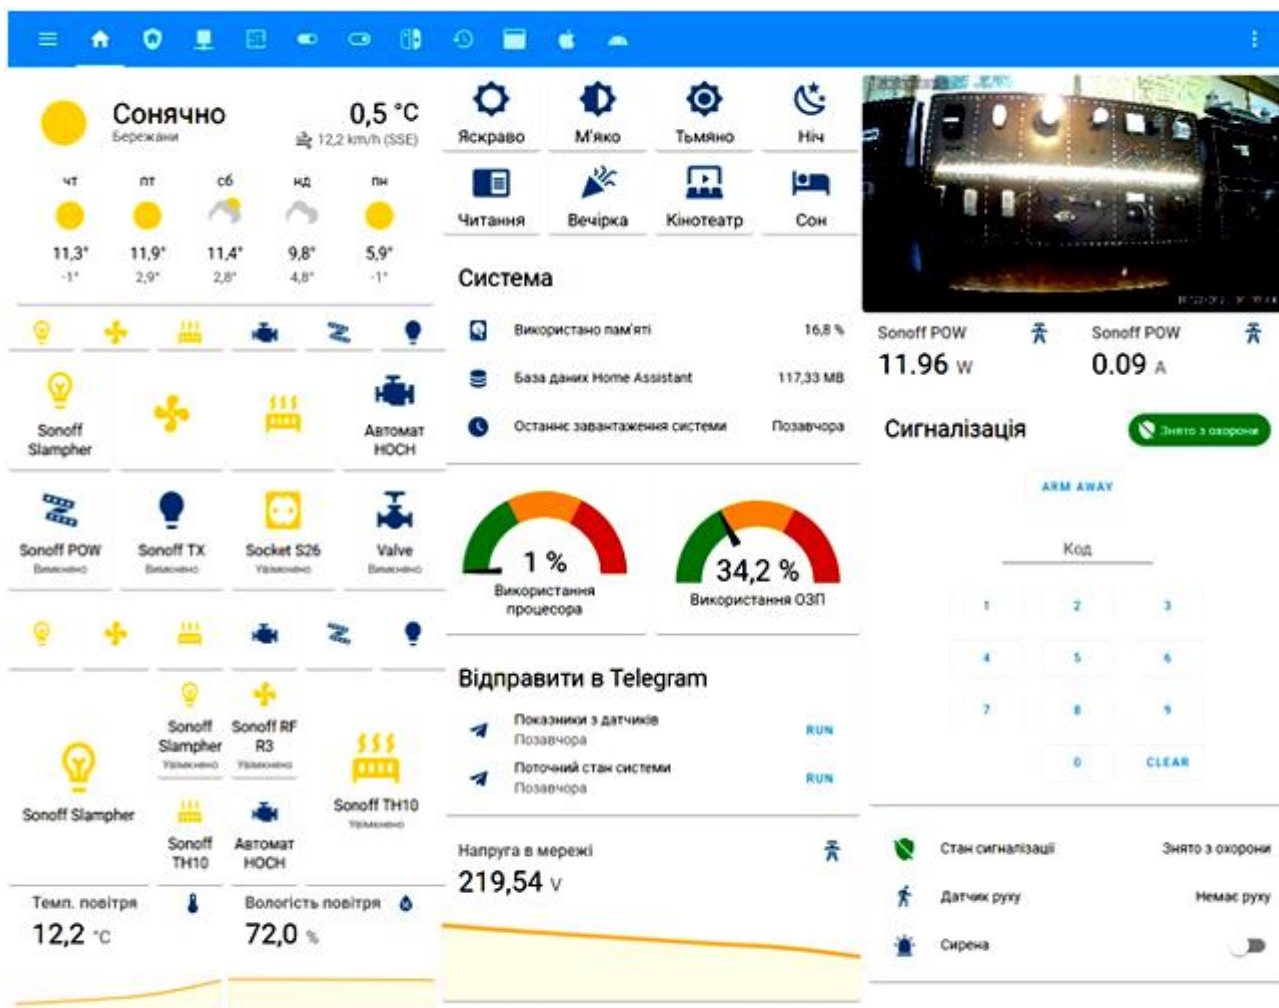 Сонячно
Бережани
0,5 °C
12,2 km/h (SSE)
чт пт сб нд пн
11,3° 11,9° 11,4° 9,8° 5,9°
-1° 2,9° 2,8° 4,8° -1°
Sonoff
Slampher
Автомат
НОСН
Sonoff POW Sonoff TX Socket S26 Valve
Вимкнено Вимкнено Увімкнено Вимкнено
Sonoff
Slampher
Увімкнено
Sonoff RF
R3
Увімкнено
Sonoff Slampher
Sonoff TH10
Увімкнено
Sonoff
TH10
Автомат
НОСН
Темп. повітря
12,2 °C
Вологість повітря
72,0 %
Яскраво М'яко Тьмяно Ніч
Читання Вечірка Кінотеатр Сон
Система
Використано пам'яті 16,8 %
База даних Home Assistant 117,33 MB
Останнє завантаження системи Позавчора
1 %
Використання
процесора
34,2 %
Використання ОЗП
Відправити в Telegram
Показники з датчиків
Позавчора
RUN
Поточний стан системи
Позавчора
RUN
Напруга в мережі
219,54 V
Sonoff POW
11.96 W
Sonoff POW
0.09 A
Сигналізація
Знято з охорони
ARM AWAY
Код
1 2 3
4 5 6
7 8 9
0 CLEAR
Стан сигналізації Знято з охорони
Датчик руху Немає руху
Сирена